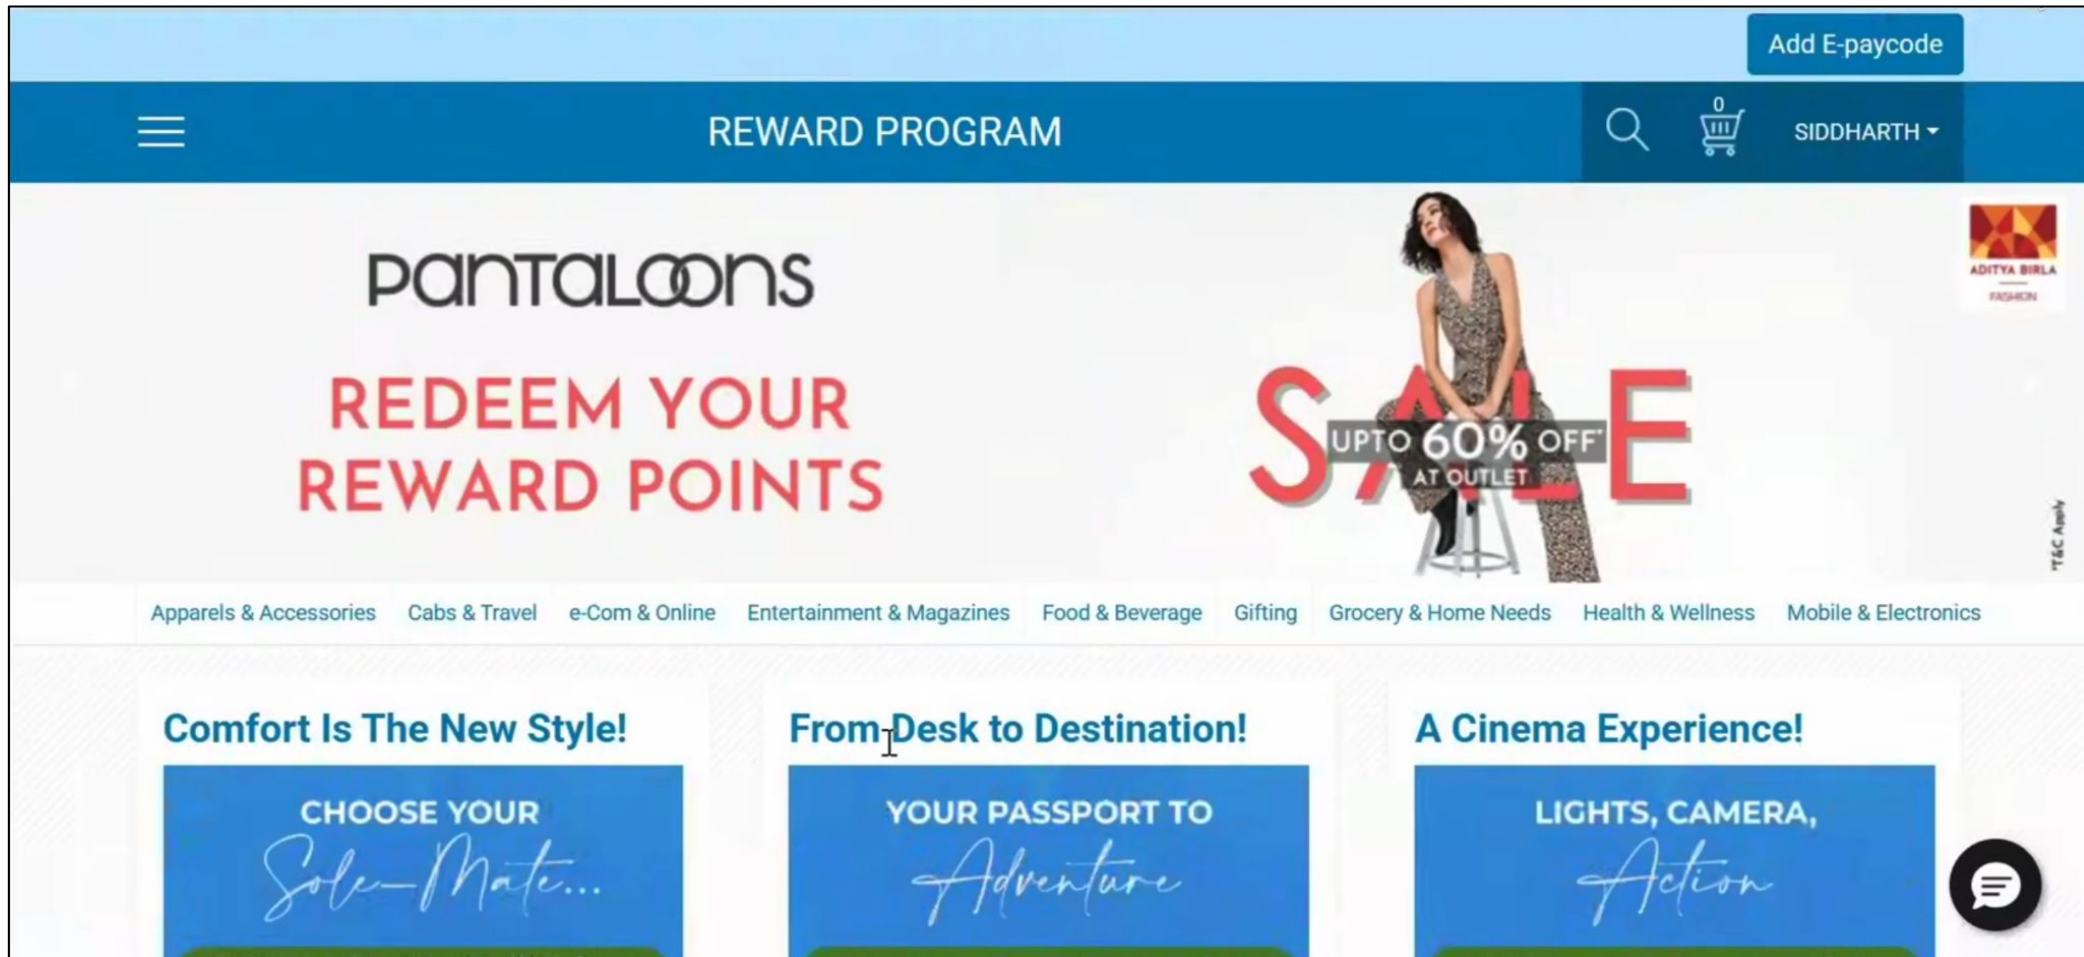 Add E-paycode
REWARD PROGRAM
0
SIDDHARTH
PANTALOONS
REDEEM YOUR
REWARD POINTS
SALE
UPTO 60% OFF*
AT OUTLET
ADITYA BIRLA
FASHION
*T&C Apply
Apparels & Accessories
Cabs & Travel
e-Com & Online
Entertainment & Magazines
Food & Beverage
Gifting
Grocery & Home Needs
Health & Wellness
Mobile & Electronics
Comfort Is The New Style!
CHOOSE YOUR
Sole-Mate...
From Desk to Destination!
YOUR PASSPORT TO
Adventure
A Cinema Experience!
LIGHTS, CAMERA,
Action